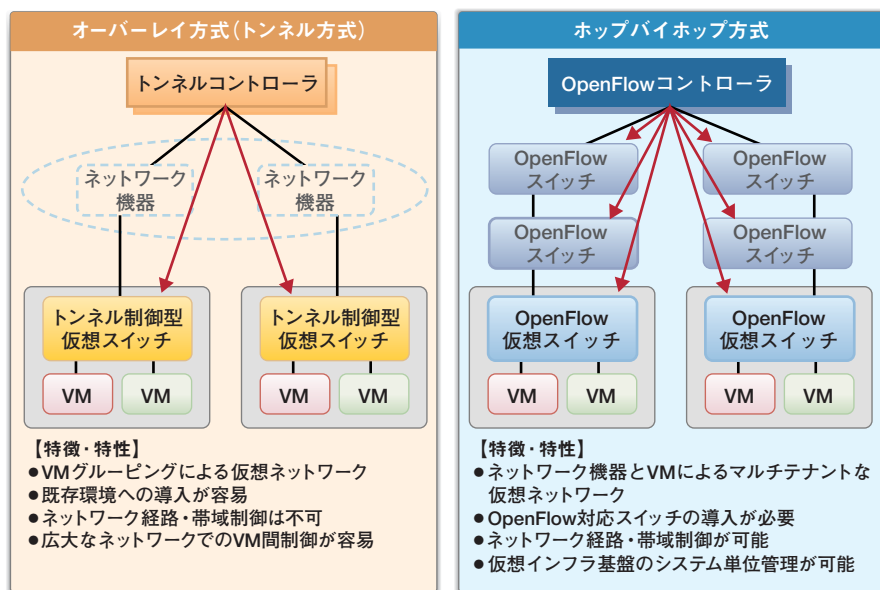 オーバーレイ方式（トンネル方式）
トンネルコントローラ
ネットワーク
機器
ネットワーク
機器
トンネル制御型
仮想スイッチ
トンネル制御型
仮想スイッチ
VM
VM
VM
VM
【特徴・特性】
●VMグルーピングによる仮想ネットワーク
●既存環境への導入が容易
●ネットワーク経路・帯域制御は不可
●広大なネットワークでのVM間制御が容易
ホップバイホップ方式
OpenFlowコントローラ
OpenFlow
スイッチ
OpenFlow
スイッチ
OpenFlow
スイッチ
OpenFlow
スイッチ
OpenFlow
仮想スイッチ
OpenFlow
仮想スイッチ
VM
VM
VM
VM
【特徴・特性】
●ネットワーク機器とVMによるマルチテナントな
仮想ネットワーク
●OpenFlow対応スイッチの導入が必要
●ネットワーク経路・帯域制御が可能
●仮想インフラ基盤のシステム単位管理が可能